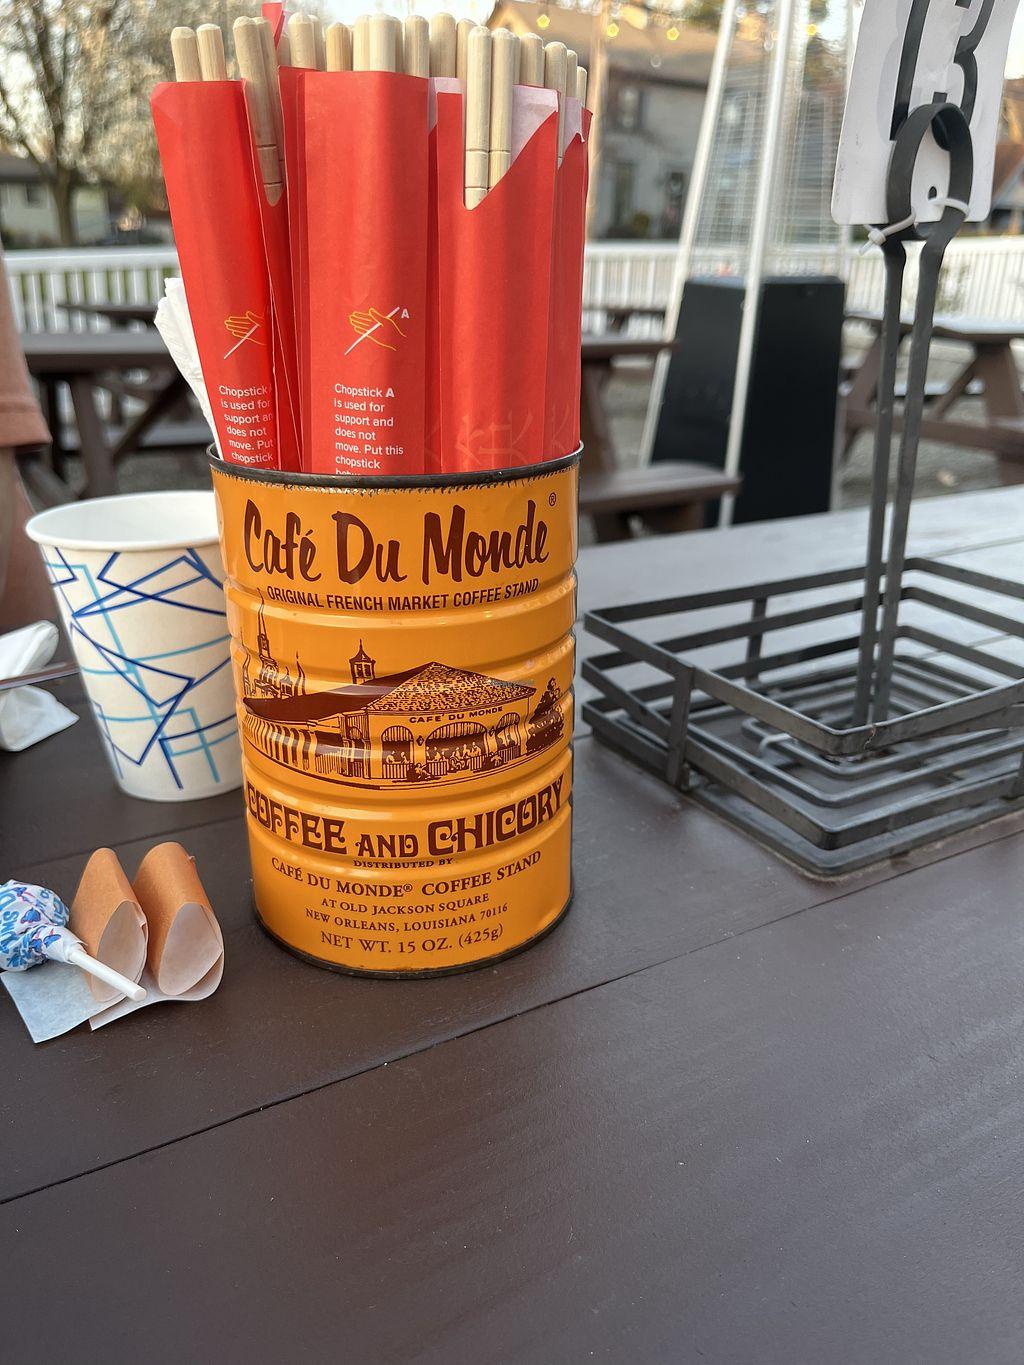 13
A
Chopstick
is used for
support an
does not
move. Put
chopstick
Chopstick A
is used for
support and
does not
move. Put this
chopstick
Café Du Monde®
ORIGINAL FRENCH MARKET COFFEE STAND
CAFE DU MONDE
COFFEE AND CHICORY
DISTRIBUTED BY
CAFÉ DU MONDE® COFFEE STAND
AT OLD JACKSON SQUARE
NEW ORLEANS, LOUISIANA 70116
NET WT. 15 OZ. (425g)